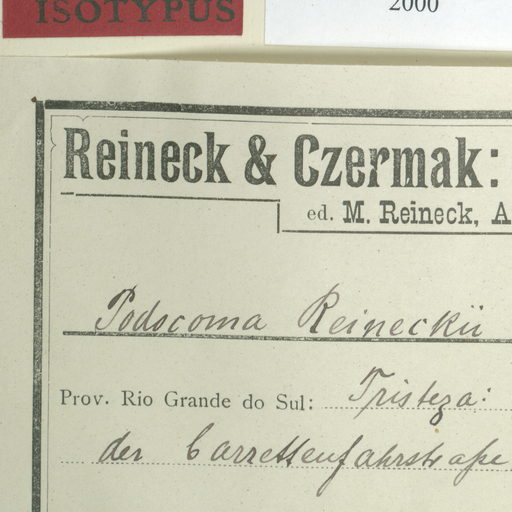 ISOTYPUS
2000
Reineck & Czermak:
ed. M. Reineck, A
Podocoma Reineckii
Prov. Rio Grande do Sul: Tristeza:
der Carrettenfahrstraße